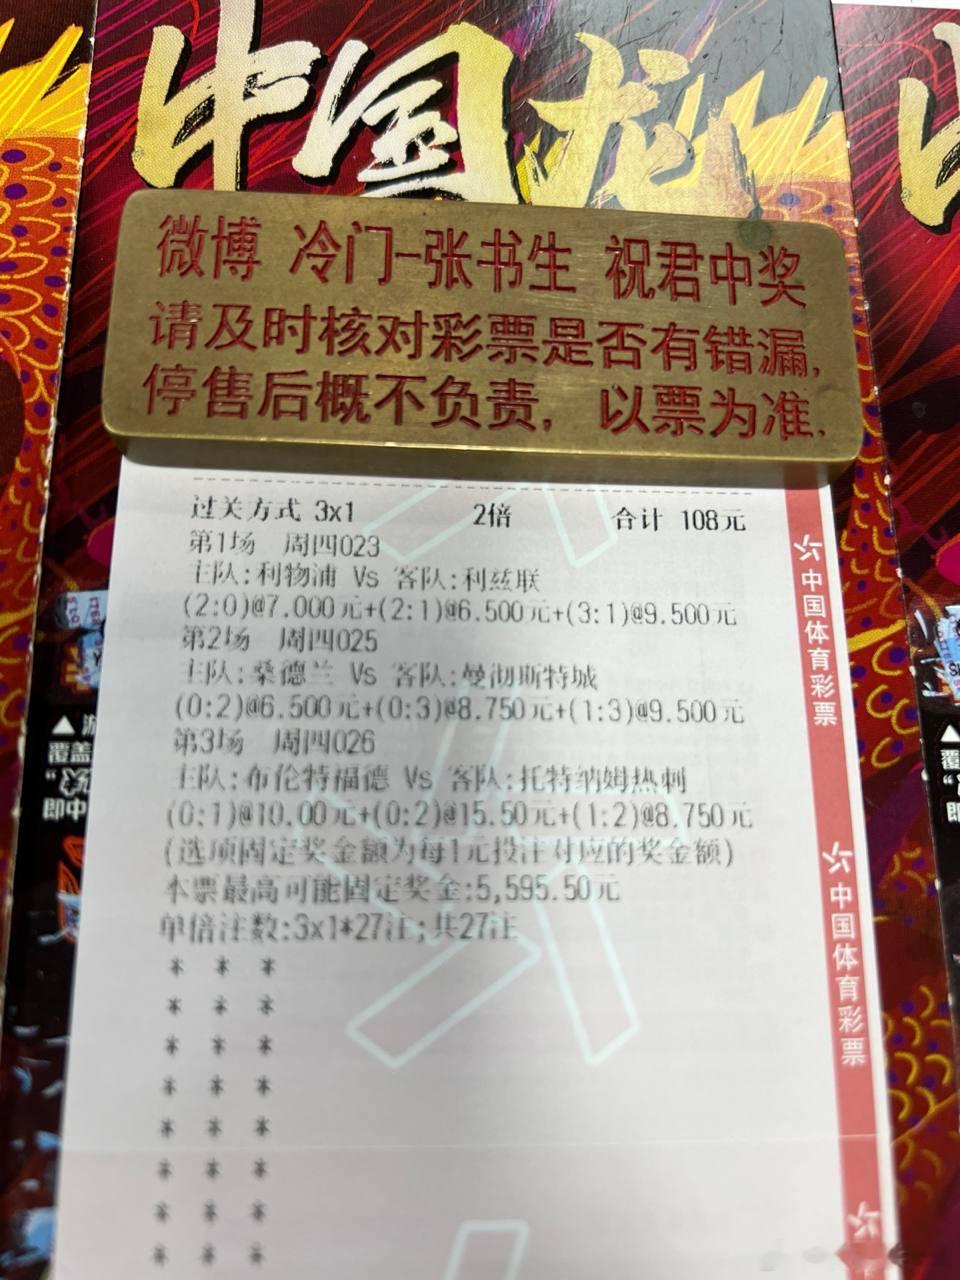 中国龙
微博 冷门-张书生 祝君中奖
请及时核对彩票是否有错漏,
停售后概不负责, 以票为准.
过关方式 3x1 2倍 合计 108元
第1场 周四023
主队:利物浦 Vs 客队:利兹联
(2:0)@7.000元+(2:1)@6.500元+(3:1)@9.500元
第2场 周四025
主队:桑德兰 Vs 客队:曼彻斯特城
(0:2)@6.500元+(0:3)@8.750元+(1:3)@9.500元
第3场 周四026
主队:布伦特福德 Vs 客队:托特纳姆热刺
(0:1)@10.00元+(0:2)@15.50元+(1:2)@8.750元
(选项固定奖金额为每1元投注对应的奖金额)
本票最高可能固定奖金:5,595.50元
单倍注数:3x1*27注;共27注
* * *
* * *
* * *
* * *
* * *
* * *
* * *
* * *
中国体育彩票
中国体育彩票